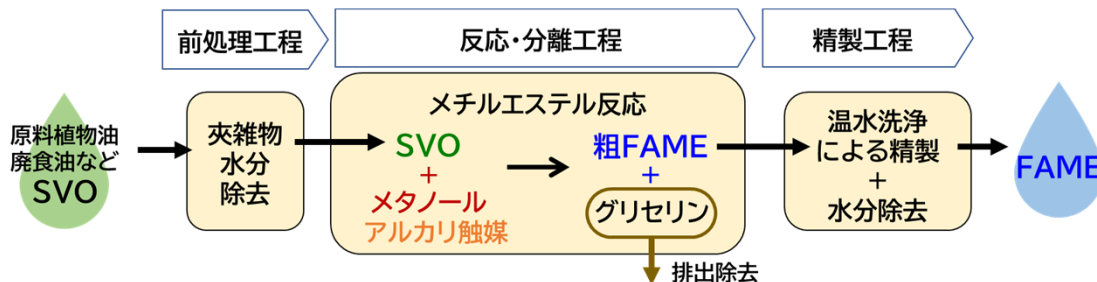 前処理工程
反応・分離工程
精製工程
原料植物油
廃食油など
SVO
夾雑物
水分
除去
メチルエステル反応
SVO
+
メタノール
アルカリ触媒
粗FAME
+
グリセリン
排出除去
温水洗浄
による精製
+
水分除去
FAME